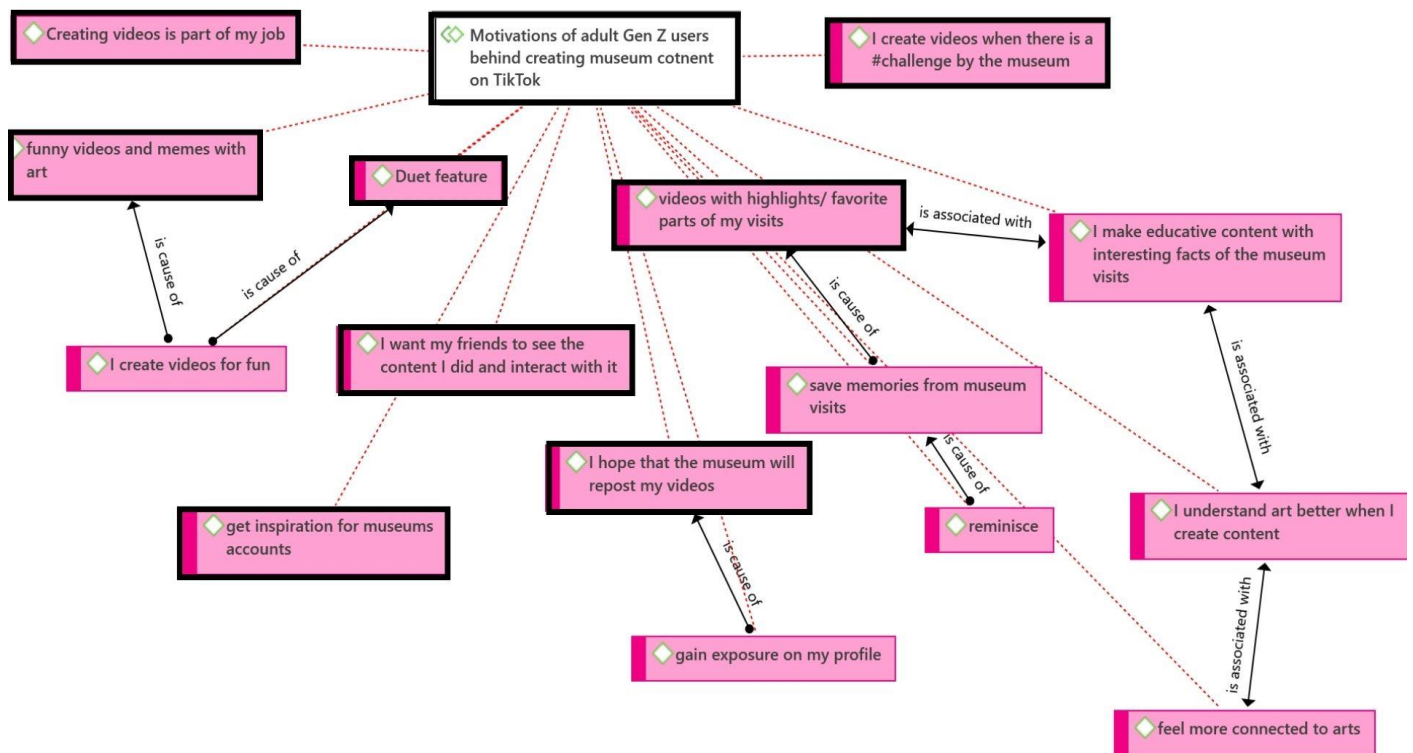 Creating videos is part of my job
Motivations of adult Gen Z users
behind creating museum cotnent
on TikTok
I create videos when there is a
#challenge by the museum
funny videos and memes with
art
Duet feature
videos with highlights/ favorite
parts of my visits
is associated with
I make educative content with
interesting facts of the museum
visits
is cause of
is cause of
is cause of
I create videos for fun
I want my friends to see the
content I did and interact with it
save memories from museum
visits
is associated with
I hope that the museum will
repost my videos
is cause of
get inspiration for museums
accounts
reminisce
I understand art better when I
create content
is cause of
gain exposure on my profile
is associated with
feel more connected to arts